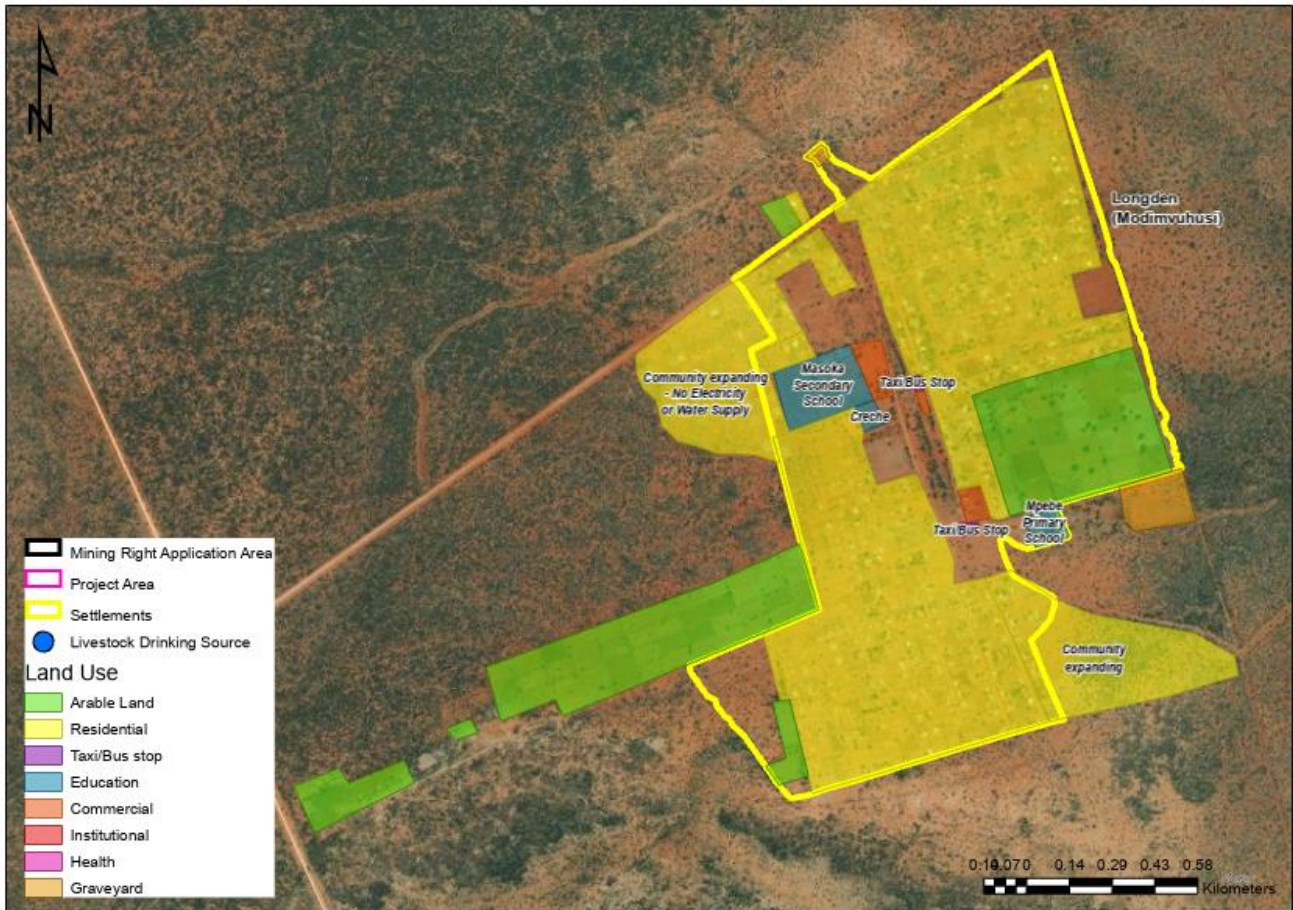 N
Longden
(Modimvuhusi)
Community expanding
- No Electricity
or Water Supply
Masoka
Secondary
School
Taxi/Bus Stop
Creche
Mpebe
Primary
School
Taxi/Bus Stop
Community
expanding
Mining Right Application Area
Project Area
Settlements
Livestock Drinking Source
Land Use
Arable Land
Residential
Taxi/Bus stop
Education
Commercial
Institutional
Health
Graveyard
0 0.14 0.29 0.43 0.58
Kilometers